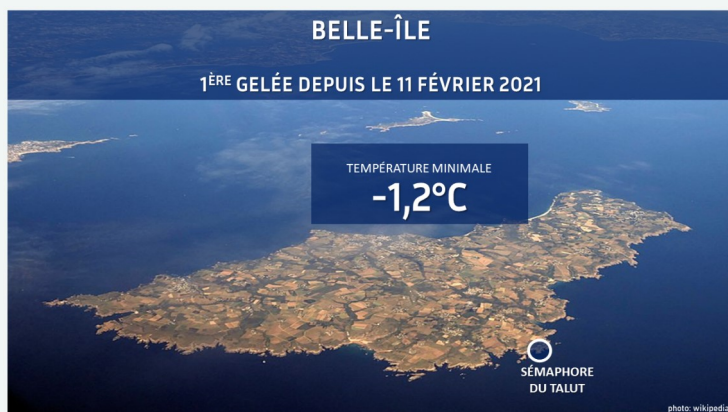 BELLE-ÎLE
1ÈRE GELÉE DEPUIS LE 11 FÉVRIER 2021
TEMPÉRATURE MINIMALE
-1,2°C
SÉMAPHORE
DU TALUT
photo: wikipedia